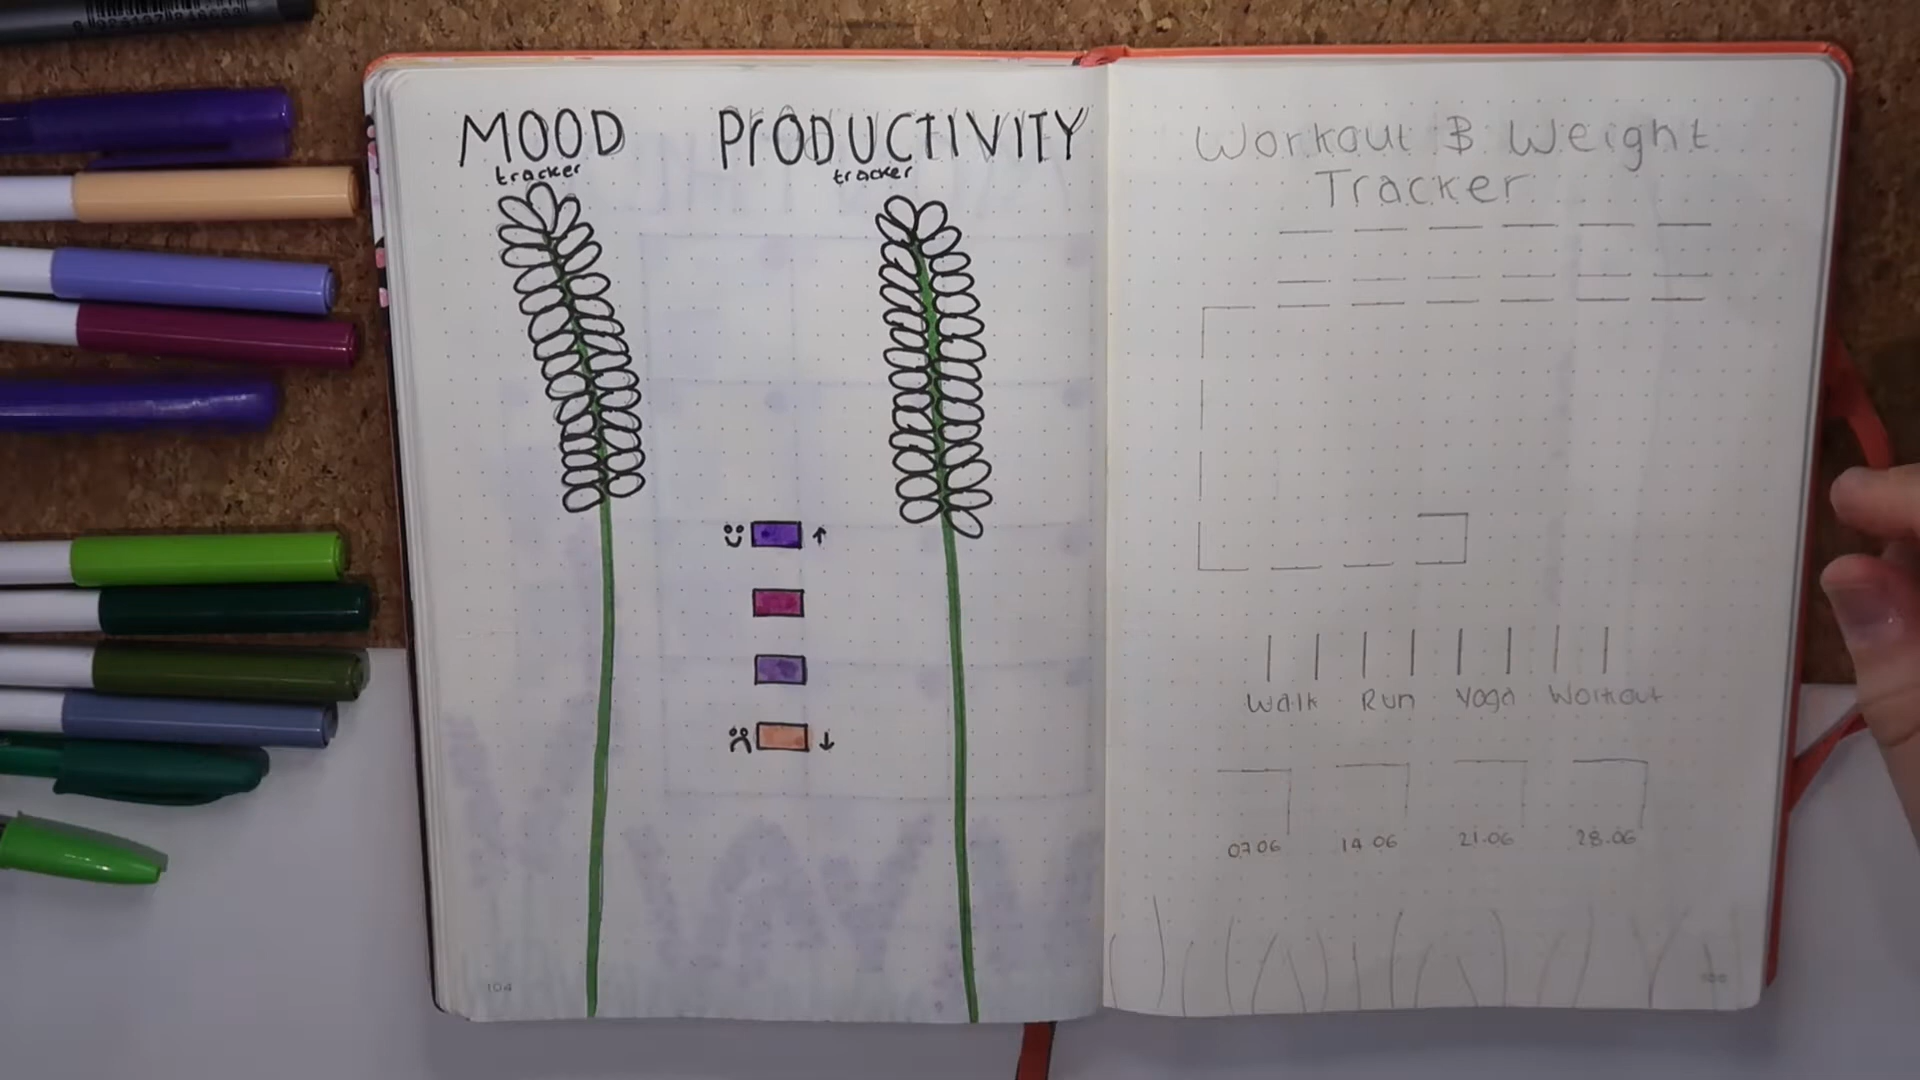 MOOD
tracker
PrODUCTIVITY
tracker
104
Workout & Weight
Tracker
Walk Run Yoga Workout
07.06 14.06 21.06 28.06